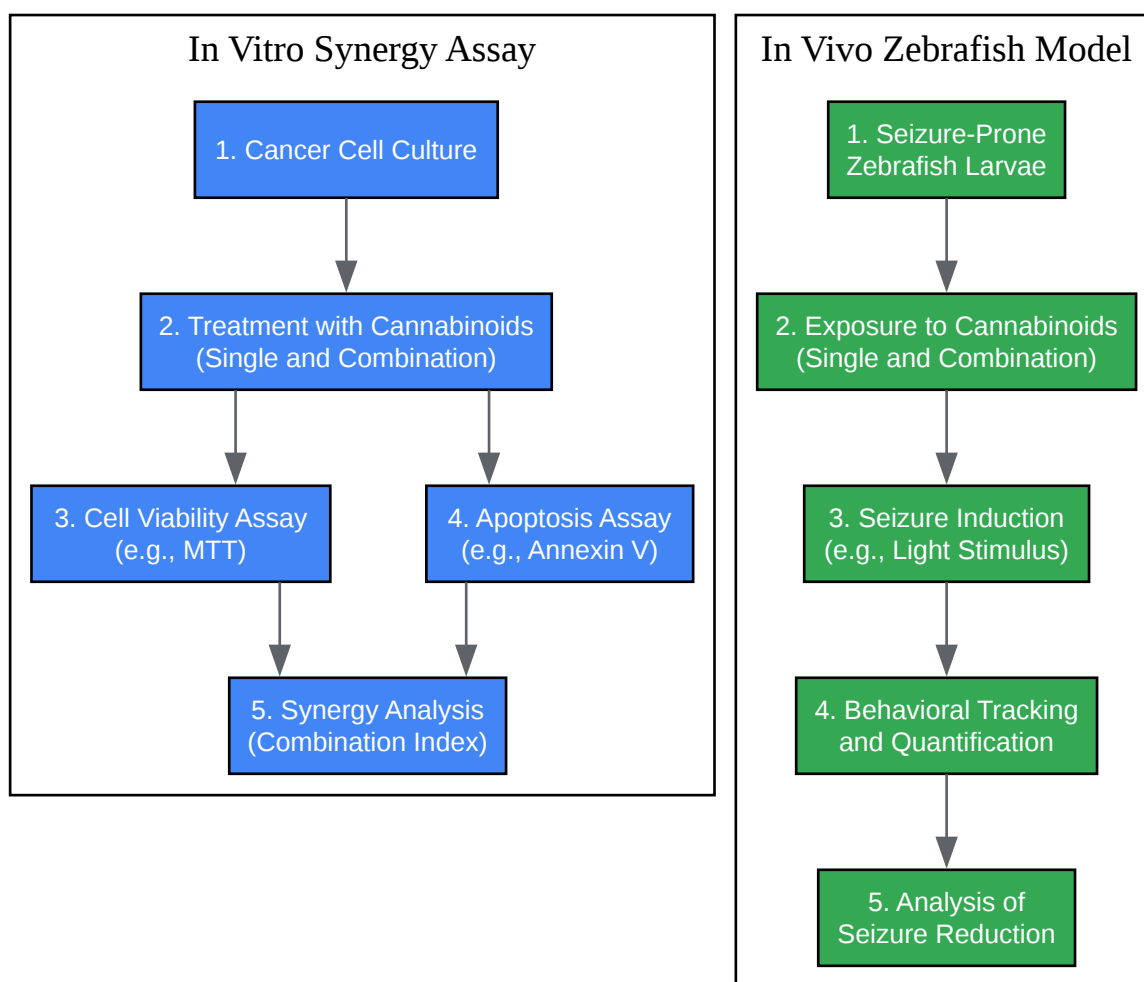 In Vitro Synergy Assay
1. Cancer Cell Culture
2. Treatment with Cannabinoids
(Single and Combination)
3. Cell Viability Assay
(e.g., MTT)
4. Apoptosis Assay
(e.g., Annexin V)
5. Synergy Analysis
(Combination Index)
In Vivo Zebrafish Model
1. Seizure-Prone
Zebrafish Larvae
2. Exposure to Cannabinoids
(Single and Combination)
3. Seizure Induction
(e.g., Light Stimulus)
4. Behavioral Tracking
and Quantification
5. Analysis of
Seizure Reduction